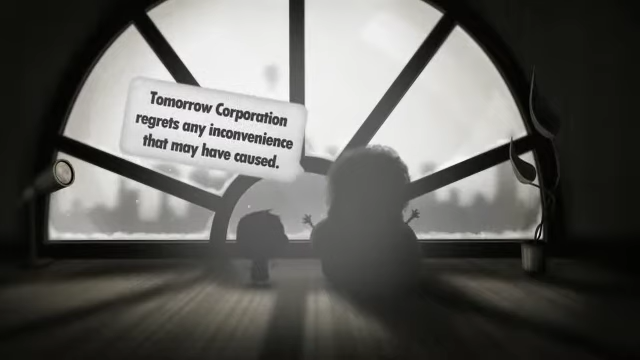 Tomorrow Corporation
regrets any inconvenience
that may have caused.